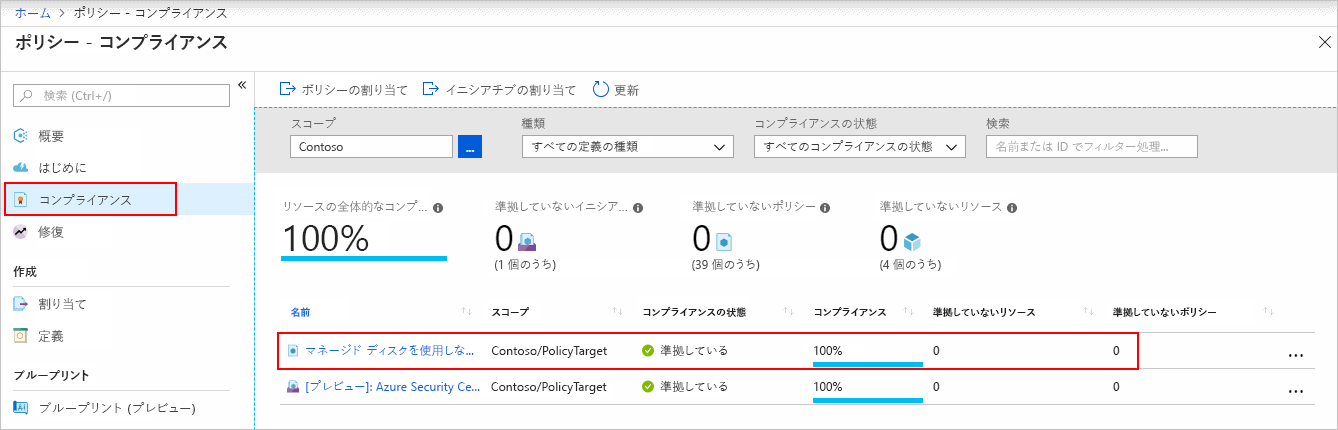 ホーム > ポリシー - コンプライアンス
ポリシー - コンプライアンス
検索 (Ctrl+/)
概要
はじめに
コンプライアンス
修復
作成
割り当て
定義
ブループリント
ブループリント (プレビュー)
ポリシーの割り当て イニシアチブの割り当て 更新
スコープ 種類 コンプライアンスの状態 検索
Contoso ... すべての定義の種類 すべてのコンプライアンスの状態 名前または ID でフィルター処理...
リソースの全体的なコンプ... 準拠していないイニシア... 準拠していないポリシー 準拠していないリソース
100% 0 0 0
(1 個のうち) (39 個のうち) (4 個のうち)
名前 スコープ コンプライアンスの状態 コンプライアンス 準拠していないリソース 準拠していないポリシー
マネージド ディスクを使用しな... Contoso/PolicyTarget 準拠している 100% 0 0 ...
[プレビュー]: Azure Security Ce... Contoso/PolicyTarget 準拠している 100% 0 0 ...